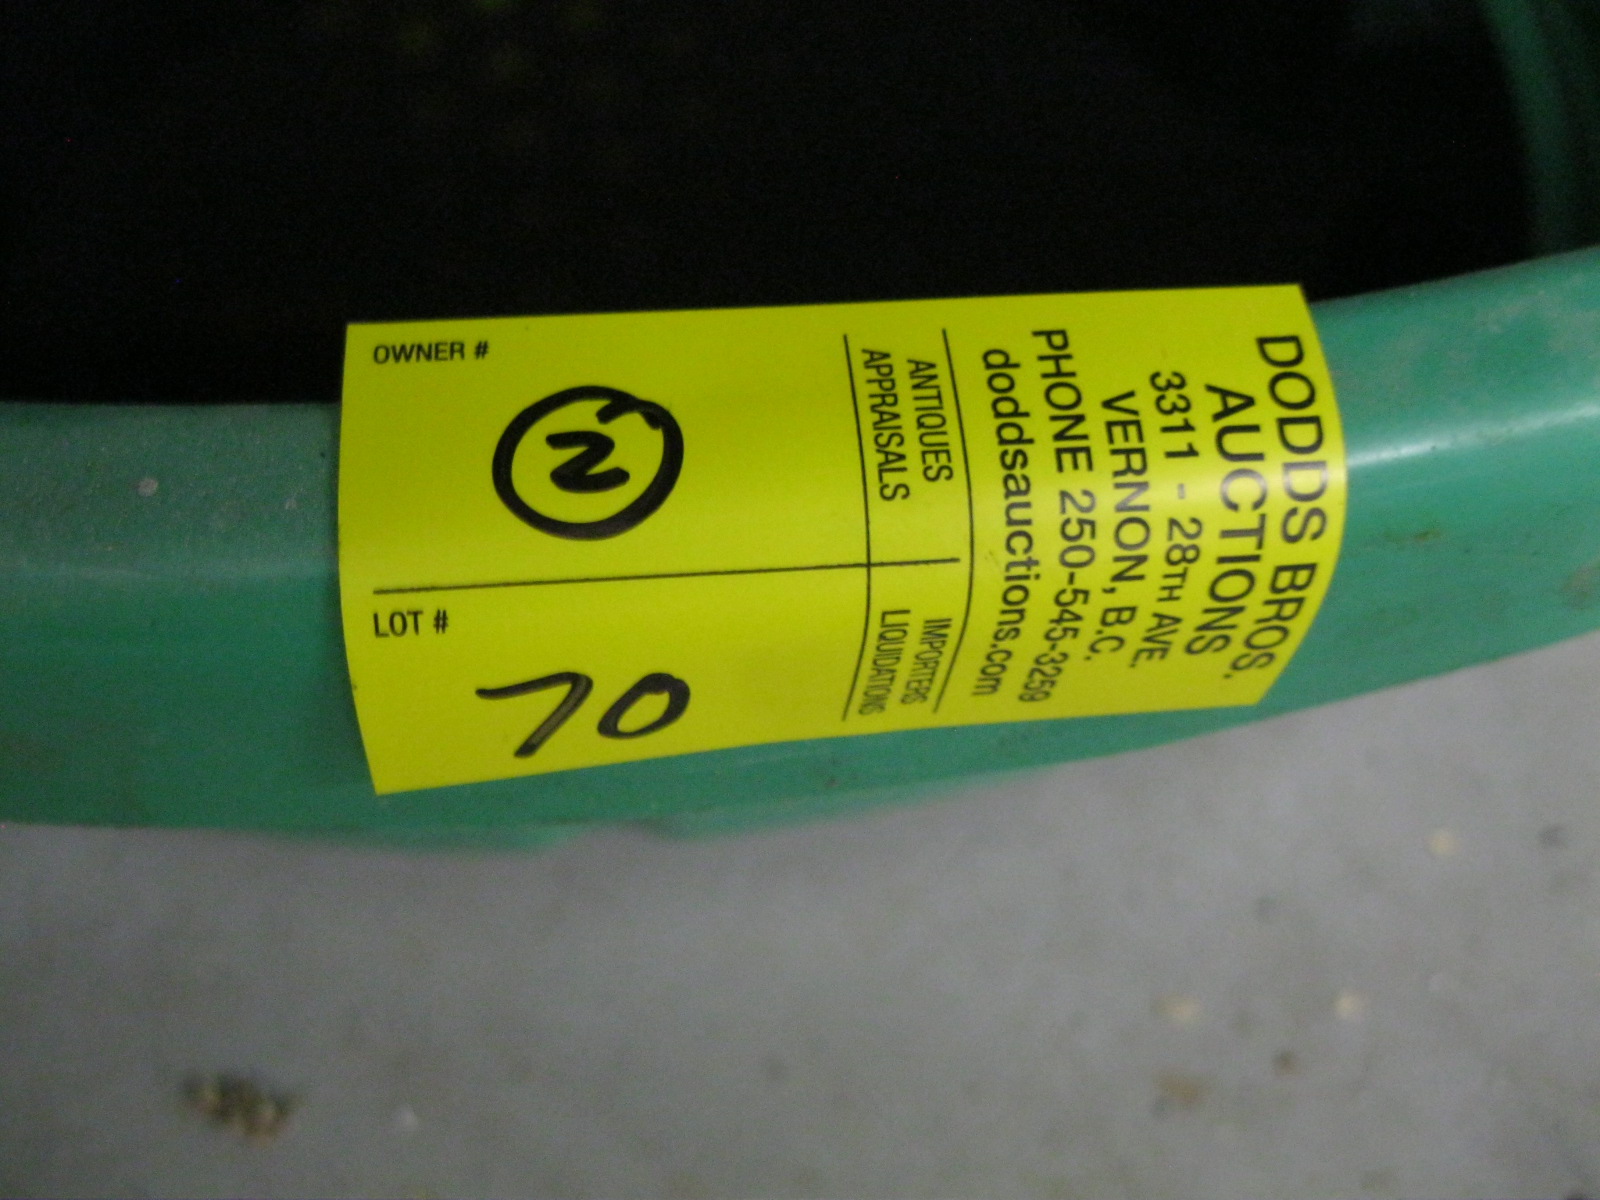 DODDS BROS.
AUCTIONS
3311 - 28TH AVE.
VERNON, B.C.
PHONE 250-545-3259
doddsauctions.com
ANTIQUES
APPRAISALS
IMPORTERS
LIQUIDATIONS
OWNER #
N
LOT #
70